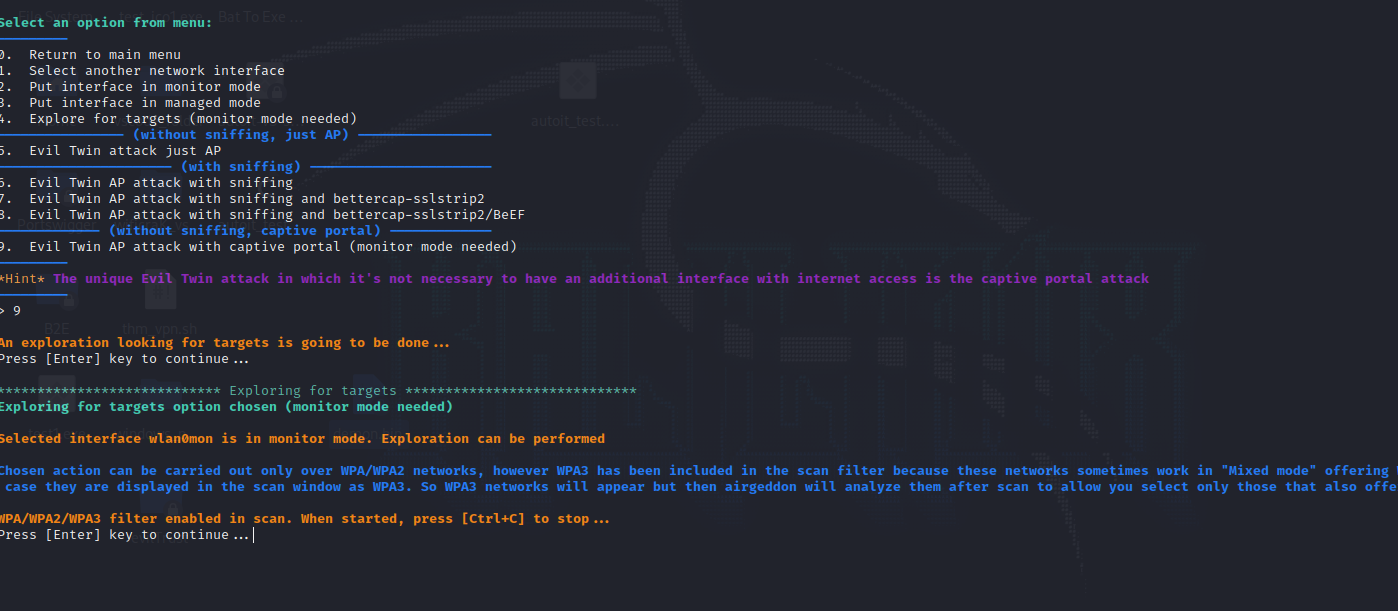 Bat To Exe ...
Select an option from menu:
0. Return to main menu
1. Select another network interface
2. Put interface in monitor mode
3. Put interface in managed mode
4. Explore for targets (monitor mode needed)
autoit_test....
(without sniffing, just AP)
5. Evil Twin attack just AP
(with sniffing)
6. Evil Twin AP attack with sniffing
7. Evil Twin AP attack with sniffing and bettercap-sslstrip2
8. Evil Twin AP attack with sniffing and bettercap-sslstrip2/BeEF
(without sniffing, captive portal)
9. Evil Twin AP attack with captive portal (monitor mode needed)
*Hint* The unique Evil Twin attack in which it's not necessary to have an additional interface with internet access is the captive portal attack
> 9
B2E
thm_vpn.sh
An exploration looking for targets is going to be done...
Press [Enter] key to continue...
**************************** Exploring for targets *****************************
Exploring for targets option chosen (monitor mode needed)
Selected interface wlan0mon is in monitor mode. Exploration can be performed
Chosen action can be carried out only over WPA/WPA2 networks, however WPA3 has been included in the scan filter because these networks sometimes work in "Mixed mode" offering
case they are displayed in the scan window as WPA3. So WPA3 networks will appear but then airgeddon will analyze them after scan to allow you select only those that also offe
WPA/WPA2/WPA3 filter enabled in scan. When started, press [Ctrl+C] to stop...
Press [Enter] key to continue...